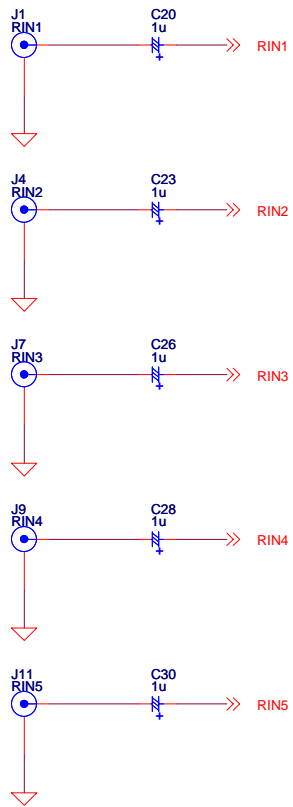 J1
RIN1
C20
1u
RIN1
J4
RIN2
C23
1u
RIN2
J7
RIN3
C26
1u
RIN3
J9
RIN4
C28
1u
RIN4
J11
RIN5
C30
1u
RIN5